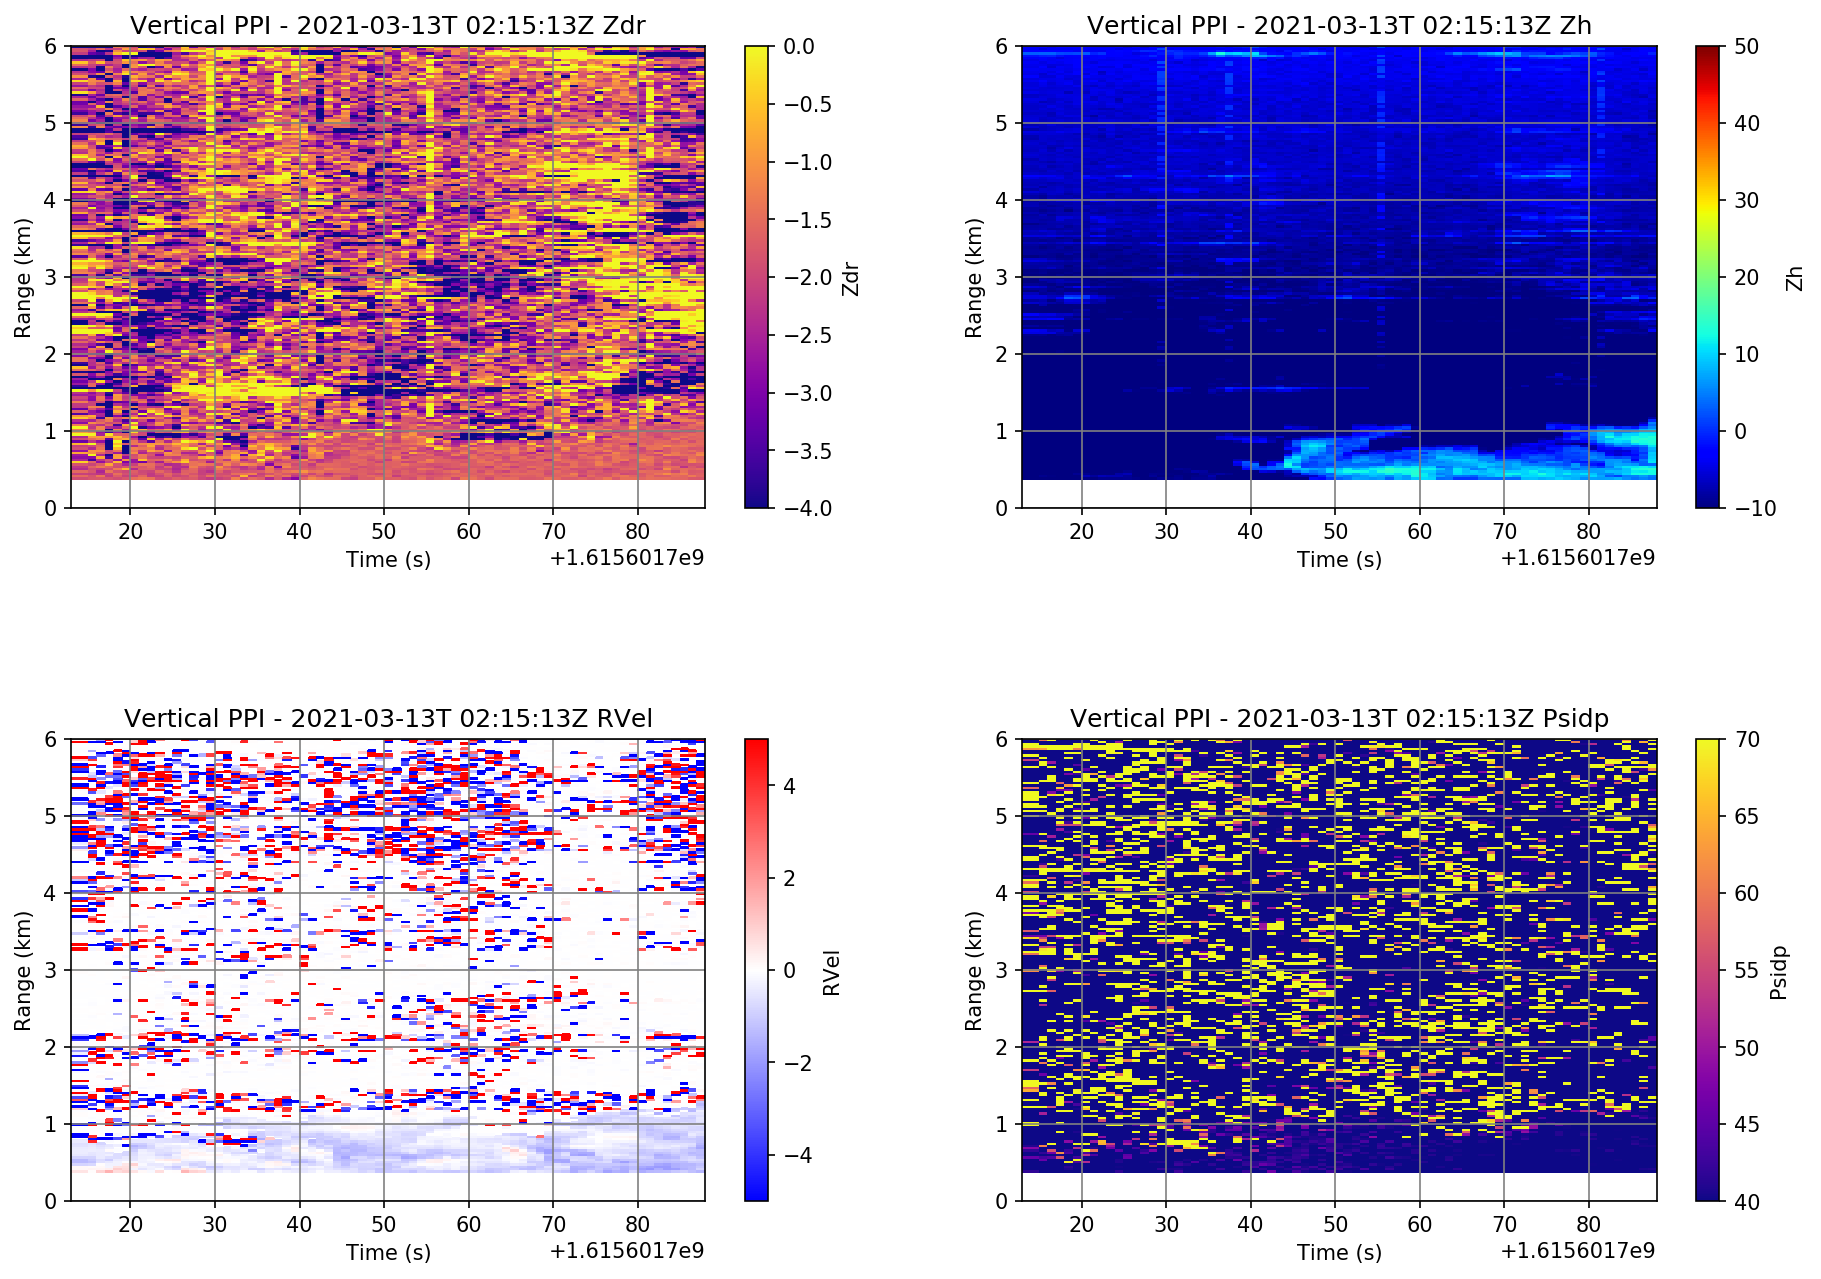 Vertical PPI - 2021-03-13T 02:15:13Z Zdr
6
5
4
3
2
1
0
Range (km)
20 30 40 50 60 70 80
Time (s)
+1.6156017e9
0.0
−0.5
−1.0
−1.5
−2.0
−2.5
−3.0
−3.5
−4.0
Zdr
Vertical PPI - 2021-03-13T 02:15:13Z Zh
6
5
4
3
2
1
0
Range (km)
20 30 40 50 60 70 80
Time (s)
+1.6156017e9
50
40
30
20
10
0
−10
Zh
Vertical PPI - 2021-03-13T 02:15:13Z RVel
6
5
4
3
2
1
0
Range (km)
20 30 40 50 60 70 80
Time (s)
+1.6156017e9
4
2
0
−2
−4
RVel
Vertical PPI - 2021-03-13T 02:15:13Z Psidp
6
5
4
3
2
1
0
Range (km)
20 30 40 50 60 70 80
Time (s)
+1.6156017e9
70
65
60
55
50
45
40
Psidp